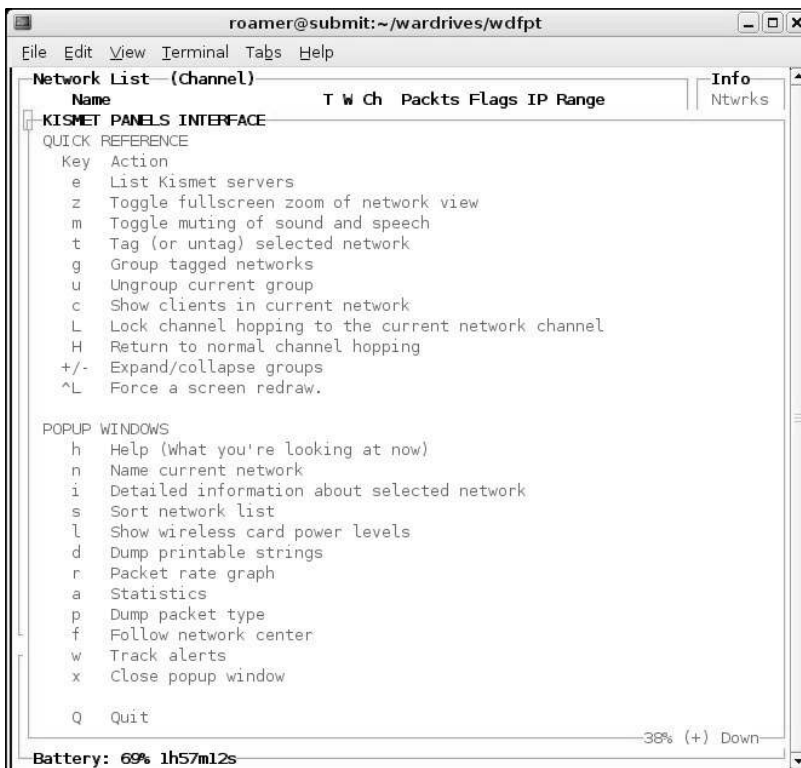 roamer@submit:~/wardrives/wdfpt
File Edit View Terminal Tabs Help
Network List (Channel) Info
Name T W Ch Packts Flags IP Range Ntwrks
KISMET PANELS INTERFACE
QUICK REFERENCE
Key Action
e List Kismet servers
z Toggle fullscreen zoom of network view
m Toggle muting of sound and speech
t Tag (or untag) selected network
g Group tagged networks
u Ungroup current group
c Show clients in current network
L Lock channel hopping to the current network channel
H Return to normal channel hopping
+/- Expand/collapse groups
^L Force a screen redraw.
POPUP WINDOWS
h Help (What you're looking at now)
n Name current network
i Detailed information about selected network
s Sort network list
l Show wireless card power levels
d Dump printable strings
r Packet rate graph
a Statistics
p Dump packet type
f Follow network center
w Track alerts
x Close popup window
Q Quit
38% (+) Down
Battery: 69% 1h57m12s